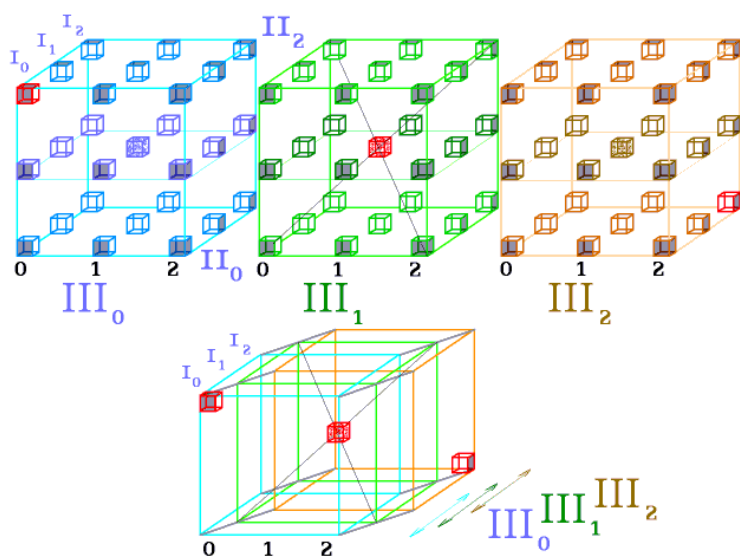 I₂
I₁
I₀
II₂
0 1 2
II₀
0 1 2
0 1 2
III₀
III₁
III₂
I₂
I₁
I₀
0 1 2
III₀ III₁ III₂